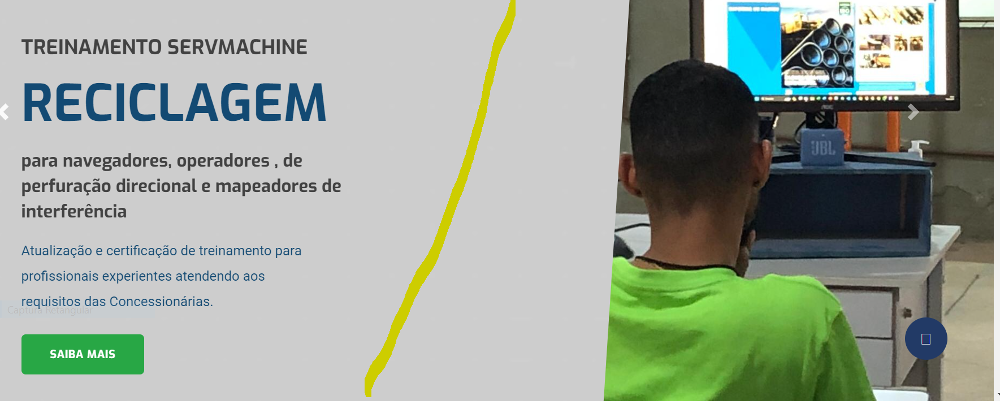 TREINAMENTO SERVMACHINE
RECICLAGEM
para navegadores, operadores , de
perfuração direcional e mapeadores de
interferência
Atualização e certificação de treinamento para
profissionais experientes atendendo aos
requisitos das Concessionárias.
Captura Retangular
SAIBA MAIS
AOC
JBL